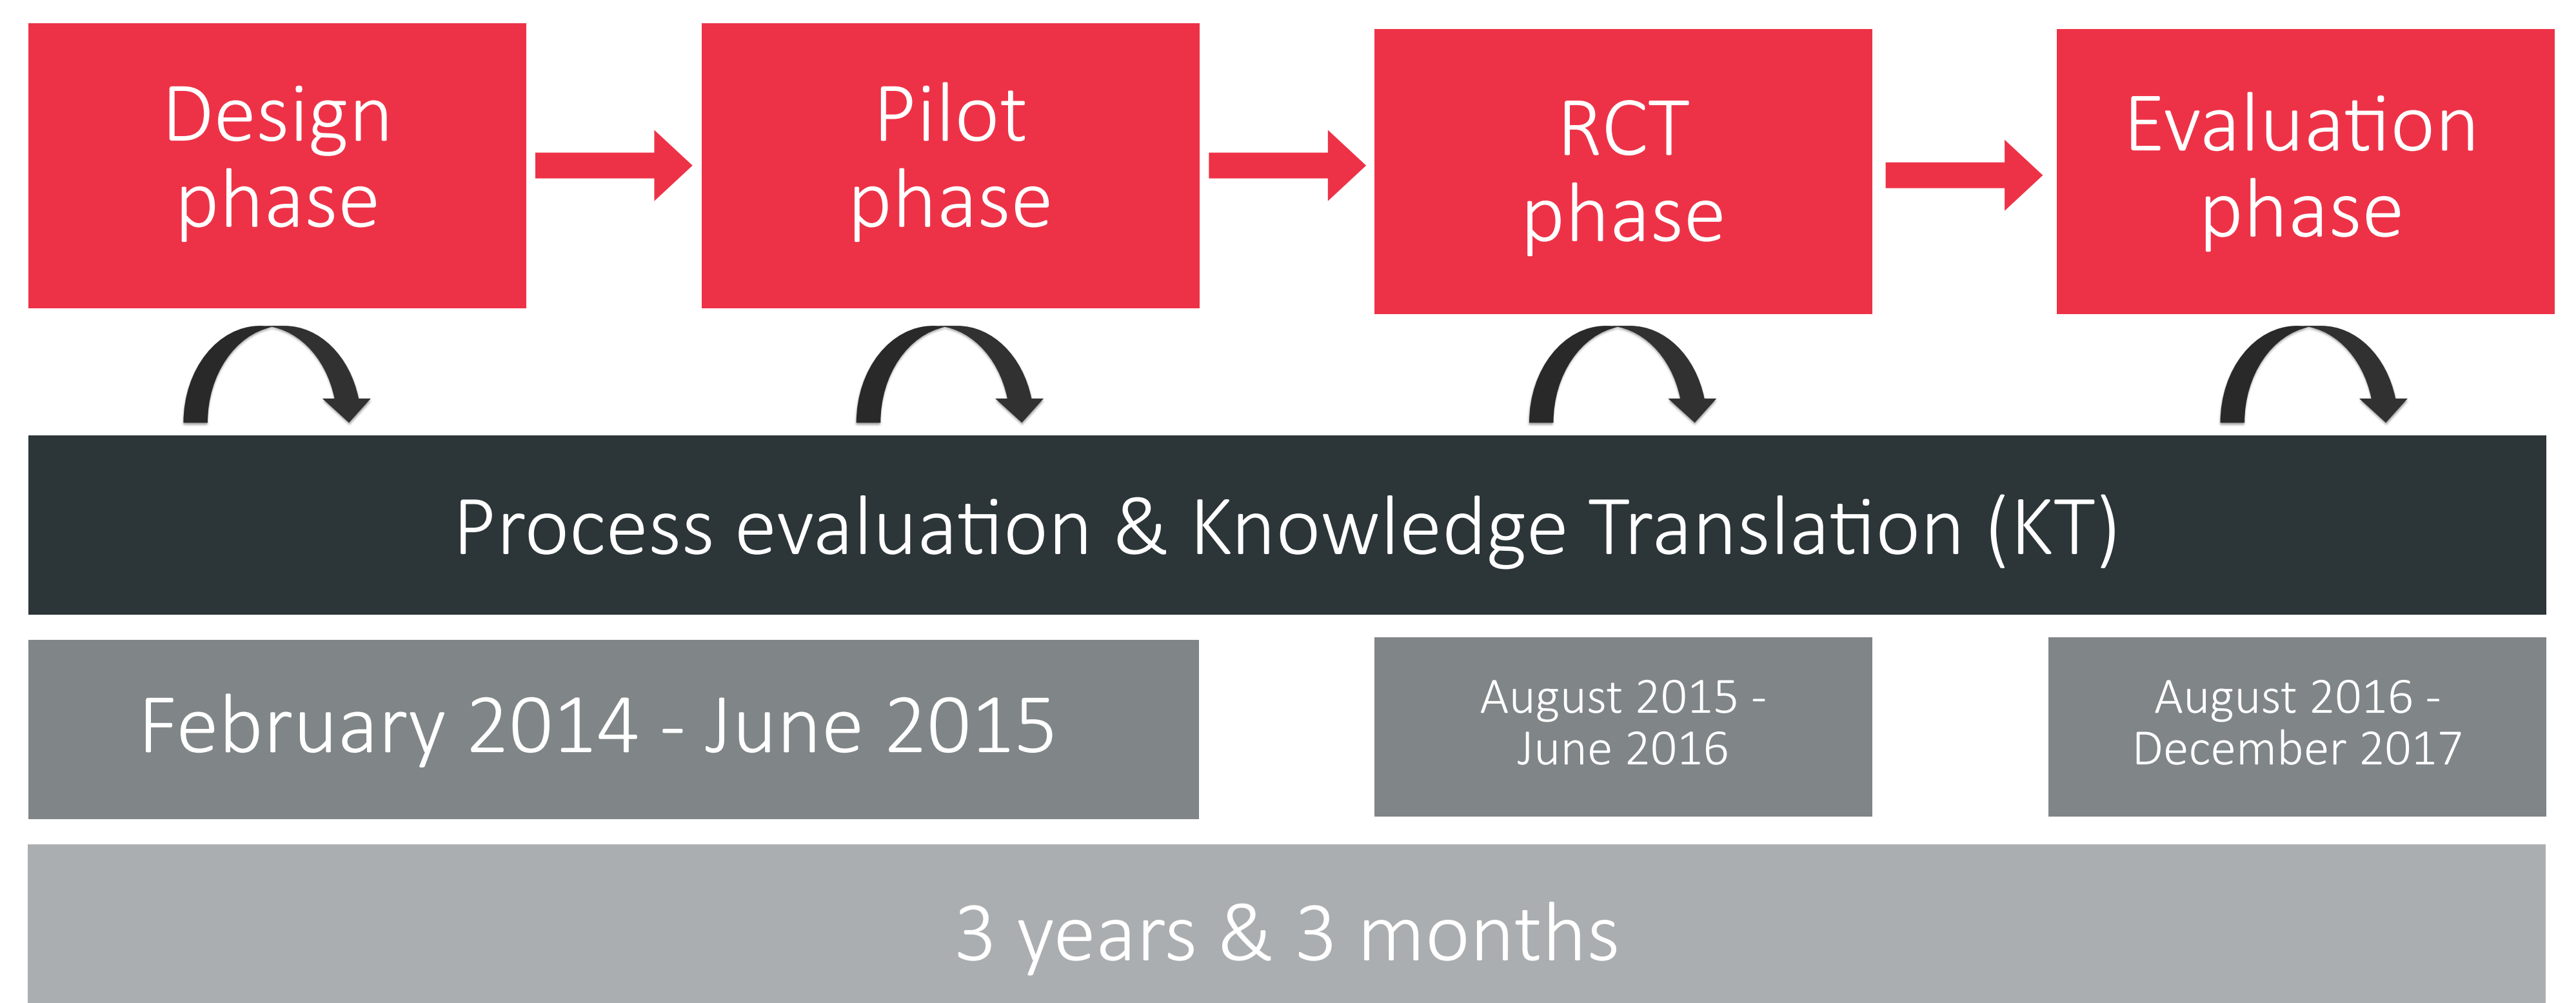 Design
phase
Pilot
phase
RCT
phase
Evaluation
phase
Process evaluation & Knowledge Translation (KT)
February 2014 - June 2015
August 2015 -
June 2016
August 2016 -
December 2017
3 years & 3 months